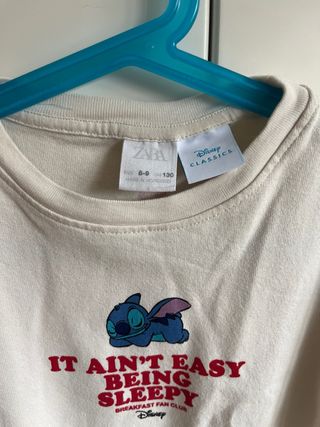 ZARA
8-9
130
Disney
CLASSICS
IT AIN'T EASY
BEING
SLEEPY
BREAKFAST FAN CLUB
Disney